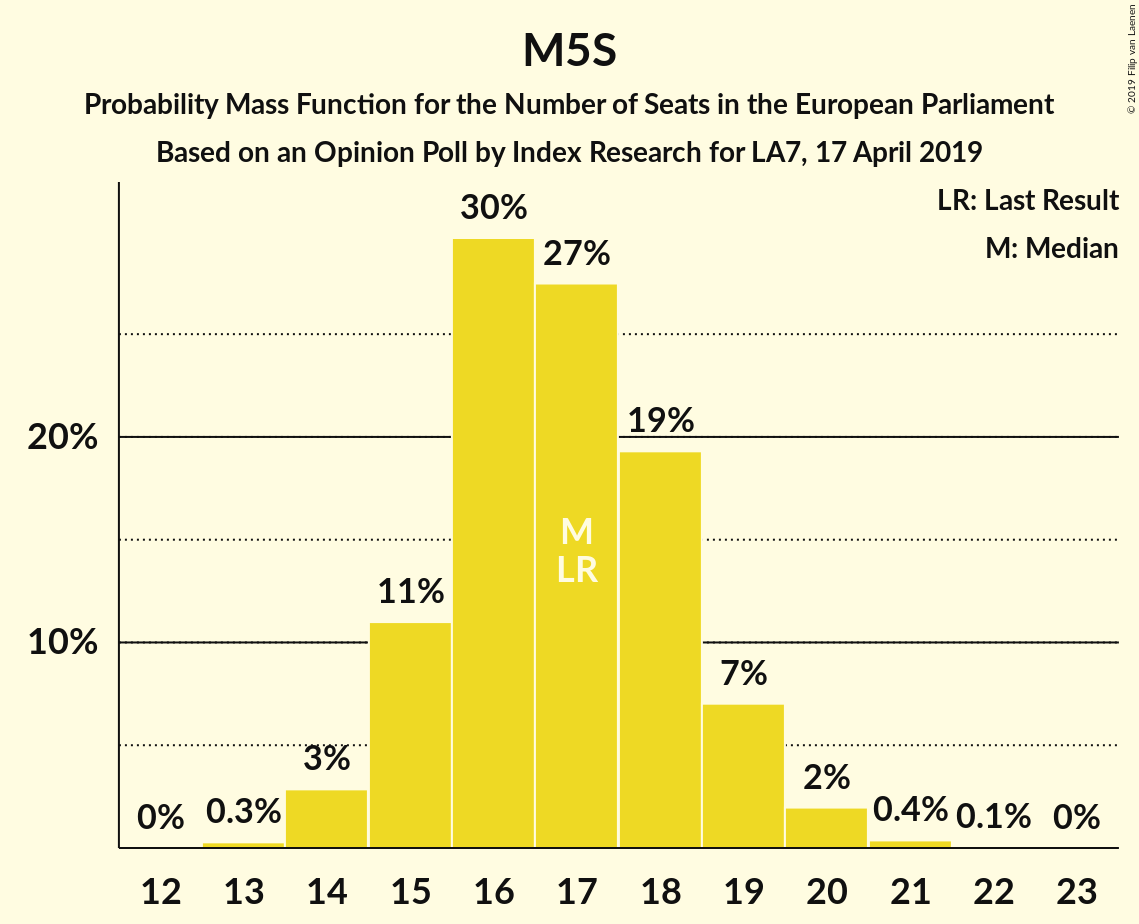 M5S
Probability Mass Function for the Number of Seats in the European Parliament
Based on an Opinion Poll by Index Research for LA7, 17 April 2019
© 2019 Filip van Laenen
LR: Last Result
M: Median
30%
27%
20%
19%
M
LR
11%
10%
7%
3%
2%
0%
0.3%
0.4%
0.1%
0%
12 13 14 15 16 17 18 19 20 21 22 23